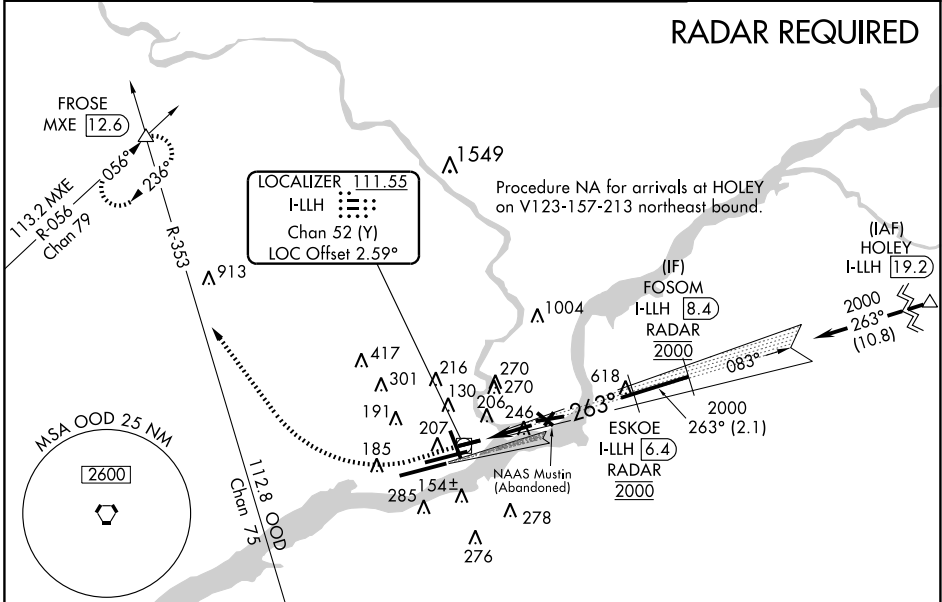 RADAR REQUIRED
FROSE
MXE 12.6
056°
236°
113.2 MXE
R-056
Chan 79
R-353
1549
LOCALIZER 111.55
I-LLH
Chan 52 (Y)
LOC Offset 2.59°
Procedure NA for arrivals at HOLEY
on V123-157-213 northeast bound.
(IAF)
HOLEY
I-LLH 19.2
2000
263°
(10.8)
(IF)
FOSOM
I-LLH 8.4
RADAR
2000
913
1004
083°
417
301
216
130
270
270
618
191
206
246
263°
2000
263° (2.1)
207
ESKOE
I-LLH 6.4
RADAR
2000
185
NAAS Mustin
(Abandoned)
154±
285
278
276
MSA OOD 25 NM
2600
112.8 OOD
Chan 75